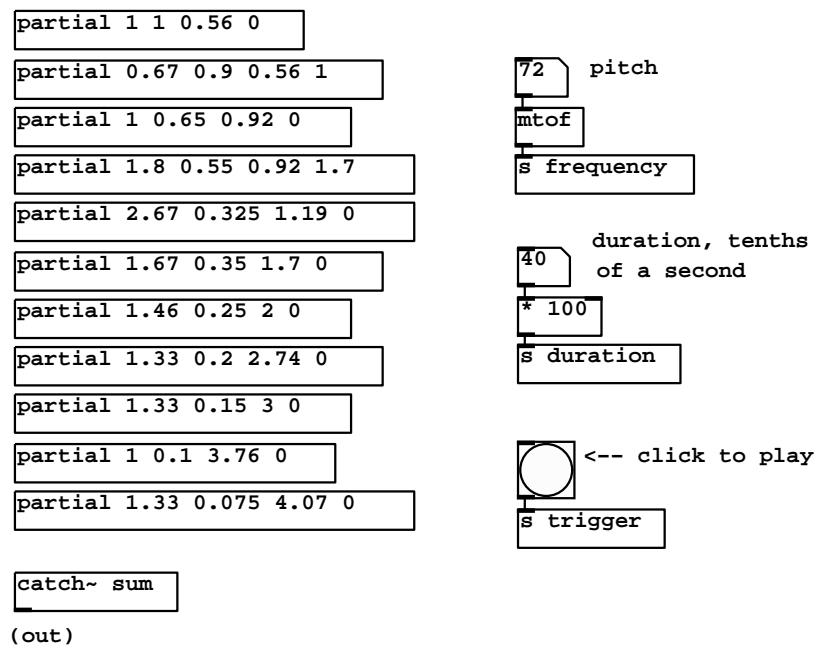 partial 1 1 0.56 0
partial 0.67 0.9 0.56 1
partial 1 0.65 0.92 0
partial 1.8 0.55 0.92 1.7
partial 2.67 0.325 1.19 0
partial 1.67 0.35 1.7 0
partial 1.46 0.25 2 0
partial 1.33 0.2 2.74 0
partial 1.33 0.15 3 0
partial 1 0.1 3.76 0
partial 1.33 0.075 4.07 0
catch~ sum
(out)
72 pitch
mtof
s frequency
duration, tenths
40 of a second
* 100
s duration
<-- click to play
s trigger